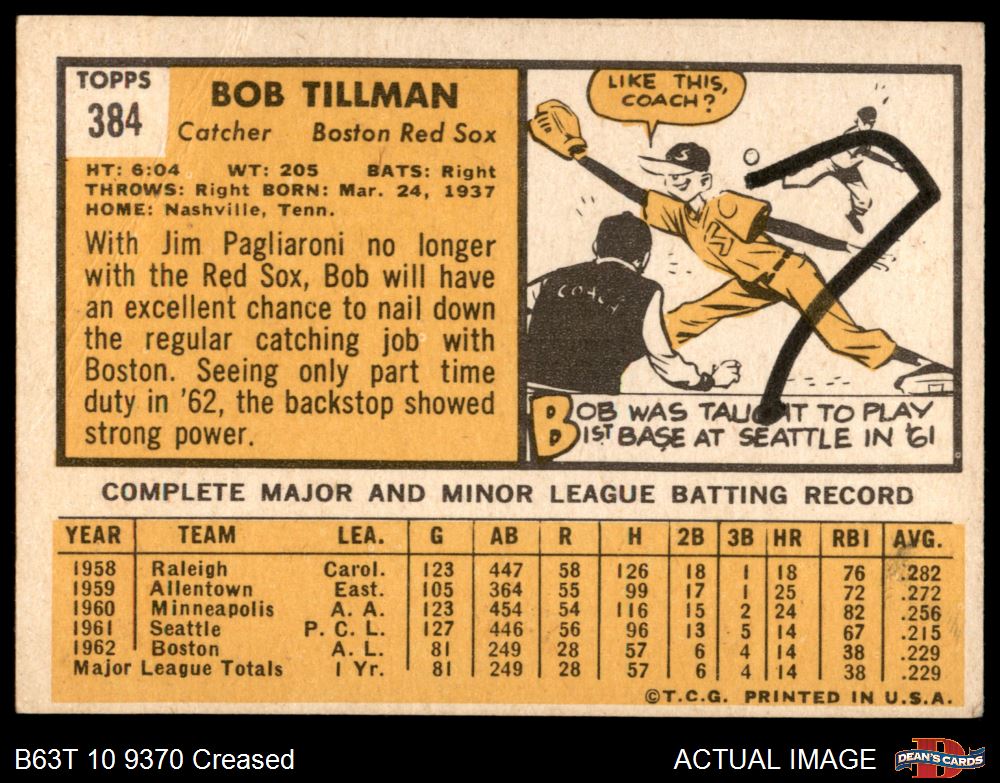 TOPPS
384
BOB TILLMAN
Catcher Boston Red Sox
HT: 6:04 WT: 205 BATS: Right
THROWS: Right BORN: Mar. 24, 1937
HOME: Nashville, Tenn.
With Jim Pagliaroni no longer
with the Red Sox, Bob will have
an excellent chance to nail down
the regular catching job with
Boston. Seeing only part time
duty in '62, the backstop showed
strong power.
LIKE THIS,
COACH?
S
COACH
BOB WAS TAUGHT TO PLAY
1ST BASE AT SEATTLE IN '61
COMPLETE MAJOR AND MINOR LEAGUE BATTING RECORD
YEAR TEAM LEA. G AB R H 2B 3B HR RBI AVG.
1958 Raleigh Carol. 123 447 58 126 18 1 18 76 .282
1959 Allentown East. 105 364 55 99 17 1 25 72 .272
1960 Minneapolis A. A. 123 454 54 116 15 2 24 82 .256
1961 Seattle P. C. L. 127 446 56 96 13 5 14 67 .215
1962 Boston A. L. 81 249 28 57 6 4 14 38 .229
Major League Totals 1 Yr. 81 249 28 57 6 4 14 38 .229
©T.C.G. PRINTED IN U.S.A.
B63T 10 9370 Creased
ACTUAL IMAGE
DEAN'S CARDS